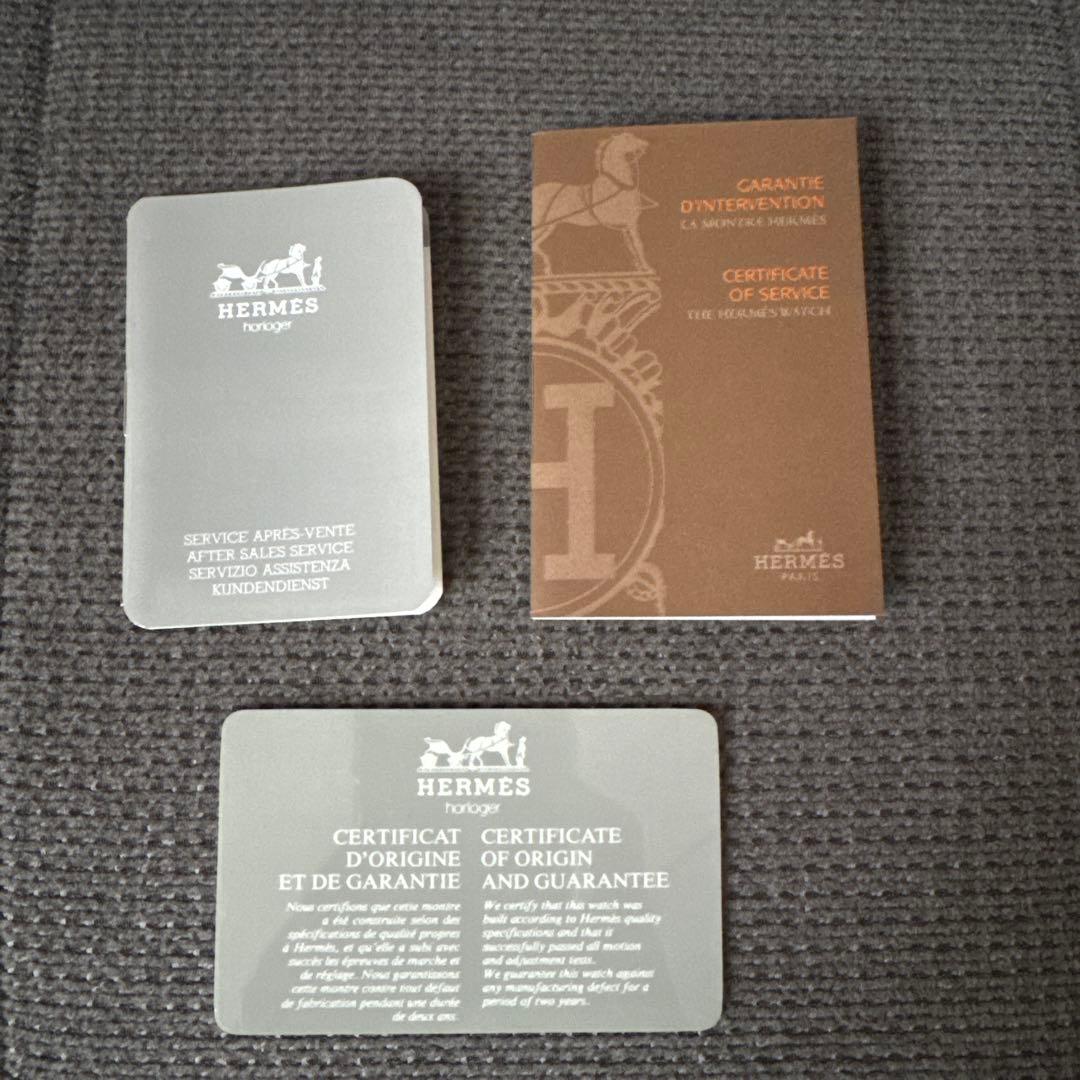 HERMÈS
horloger
SERVICE APRÈS-VENTE
AFTER SALES SERVICE
SERVIZIO ASSISTENZA
KUNDENDIENST
GARANTIE
D'INTERVENTION
LA MONTRE HERMÈS
CERTIFICATE
OF SERVICE
THE HERMÈS WATCH
H
HERMÈS
PARIS
HERMÈS
horloger
CERTIFICAT
D'ORIGINE
ET DE GARANTIE
Nous certifions que cette montre
a été construite selon des
spécifications de qualité propres
à Hermès, et qu'elle a subi avec
succès les épreuves de marche et
de réglage. Nous garantissons
cette montre contre tout défaut
de fabrication pendant une durée
de deux ans.
CERTIFICATE
OF ORIGIN
AND GUARANTEE
We certify that this watch was
built according to Hermès quality
specifications and that it
successfully passed all motion
and adjustment tests.
We guarantee this watch against
any manufacturing defect for a
period of two years.